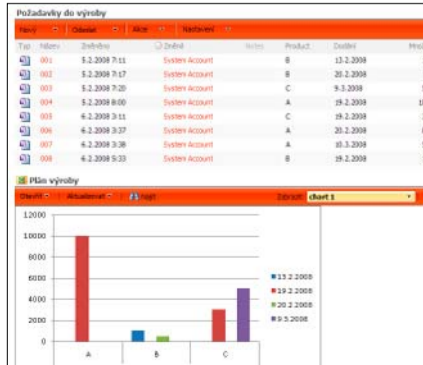 Požadavky do výroby
Nový Odeslat Akce Nastavení
Typ Název Změněno Změnil Notes Product Dodání
001 5.2.2008 7:11 System Account B 13.2.2008
002 5.2.2008 7:17 System Account B 20.2.2008
003 5.2.2008 7:20 System Account C 9.3.2008
004 5.2.2008 8:00 System Account A 19.2.2008
005 6.2.2008 3:11 System Account C 19.2.2008
006 6.2.2008 3:37 System Account A 20.2.2008
007 6.2.2008 3:38 System Account A 10.3.2008
008 6.2.2008 5:33 System Account B 19.2.2008
Plán výroby
Otevřít Aktualizovat Najít Zobrazit: chart 1
12000
10000
8000
6000
4000
2000
0
A B C
13.2.2008
19.2.2008
20.2.2008
9.3.2008